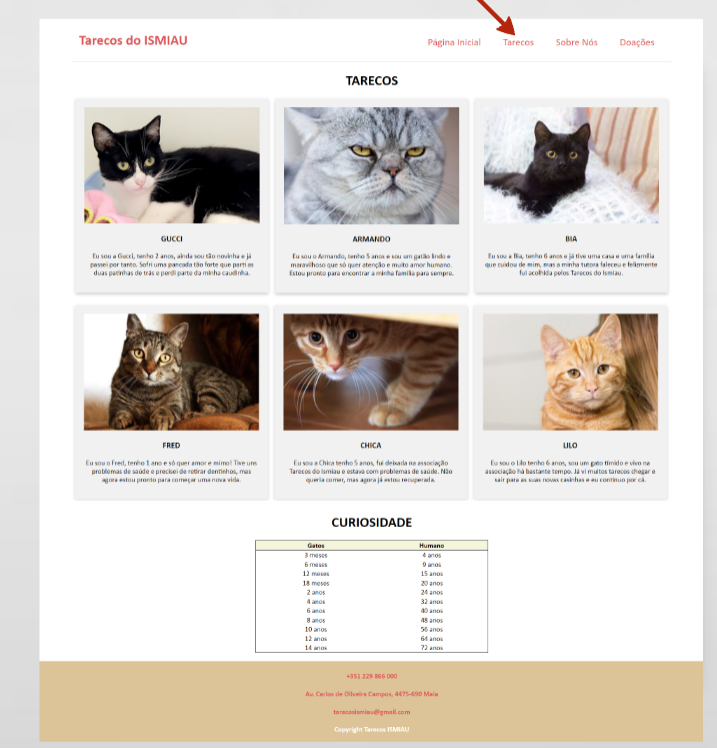 Tarecos do ISMIAU
Página Inicial Tarecos Sobre Nós Doações
TARECOS
GUCCI
Eu sou a Gucci, tenho 2 anos, ainda sou tão novinha e já
passei por tanto. Sofri uma pancada tão forte que parti as
duas patinhas de trás e perdi parte da minha caudinha.
ARMANDO
Eu sou o Armando, tenho 5 anos e sou um gatão lindo e
maravilhoso que só quer atenção e muito amor humano.
Estou pronto para encontrar a minha família para sempre.
BIA
Eu sou a Bia, tenho 6 anos e já tive uma casa e uma família
que cuidou de mim, mas a minha tutora faleceu e felizmente
fui acolhida pelos Tarecos do Ismiau.
FRED
Eu sou o Fred, tenho 1 ano e só quer amor e mimo! Tive uns
problemas de saúde e precisei de retirar dentinhos, mas
agora estou pronto para começar uma nova vida.
CHICA
Eu sou a Chica tenho 5 anos, fui deixada na associação
Tarecos do Ismiau e estava com problemas de saúde. Não
queria comer, mas agora já estou recuperada.
LILO
Eu sou o Lilo tenho 6 anos, sou um gato tímido e vivo na
associação há bastante tempo. Já vi muitos tarecos chegar e
sair para as suas novas casinhas e eu continuo por cá.
CURIOSIDADE
Gatos Humano
3 meses 4 anos
6 meses 9 anos
12 meses 15 anos
18 meses 20 anos
2 anos 24 anos
4 anos 32 anos
6 anos 40 anos
8 anos 48 anos
10 anos 56 anos
12 anos 64 anos
14 anos 72 anos
+351 229 866 000
Av. Carlos de Oliveira Campos, 4475-690 Maia
tarecosismiau@gmail.com
Copyright Tarecos ISMIAU